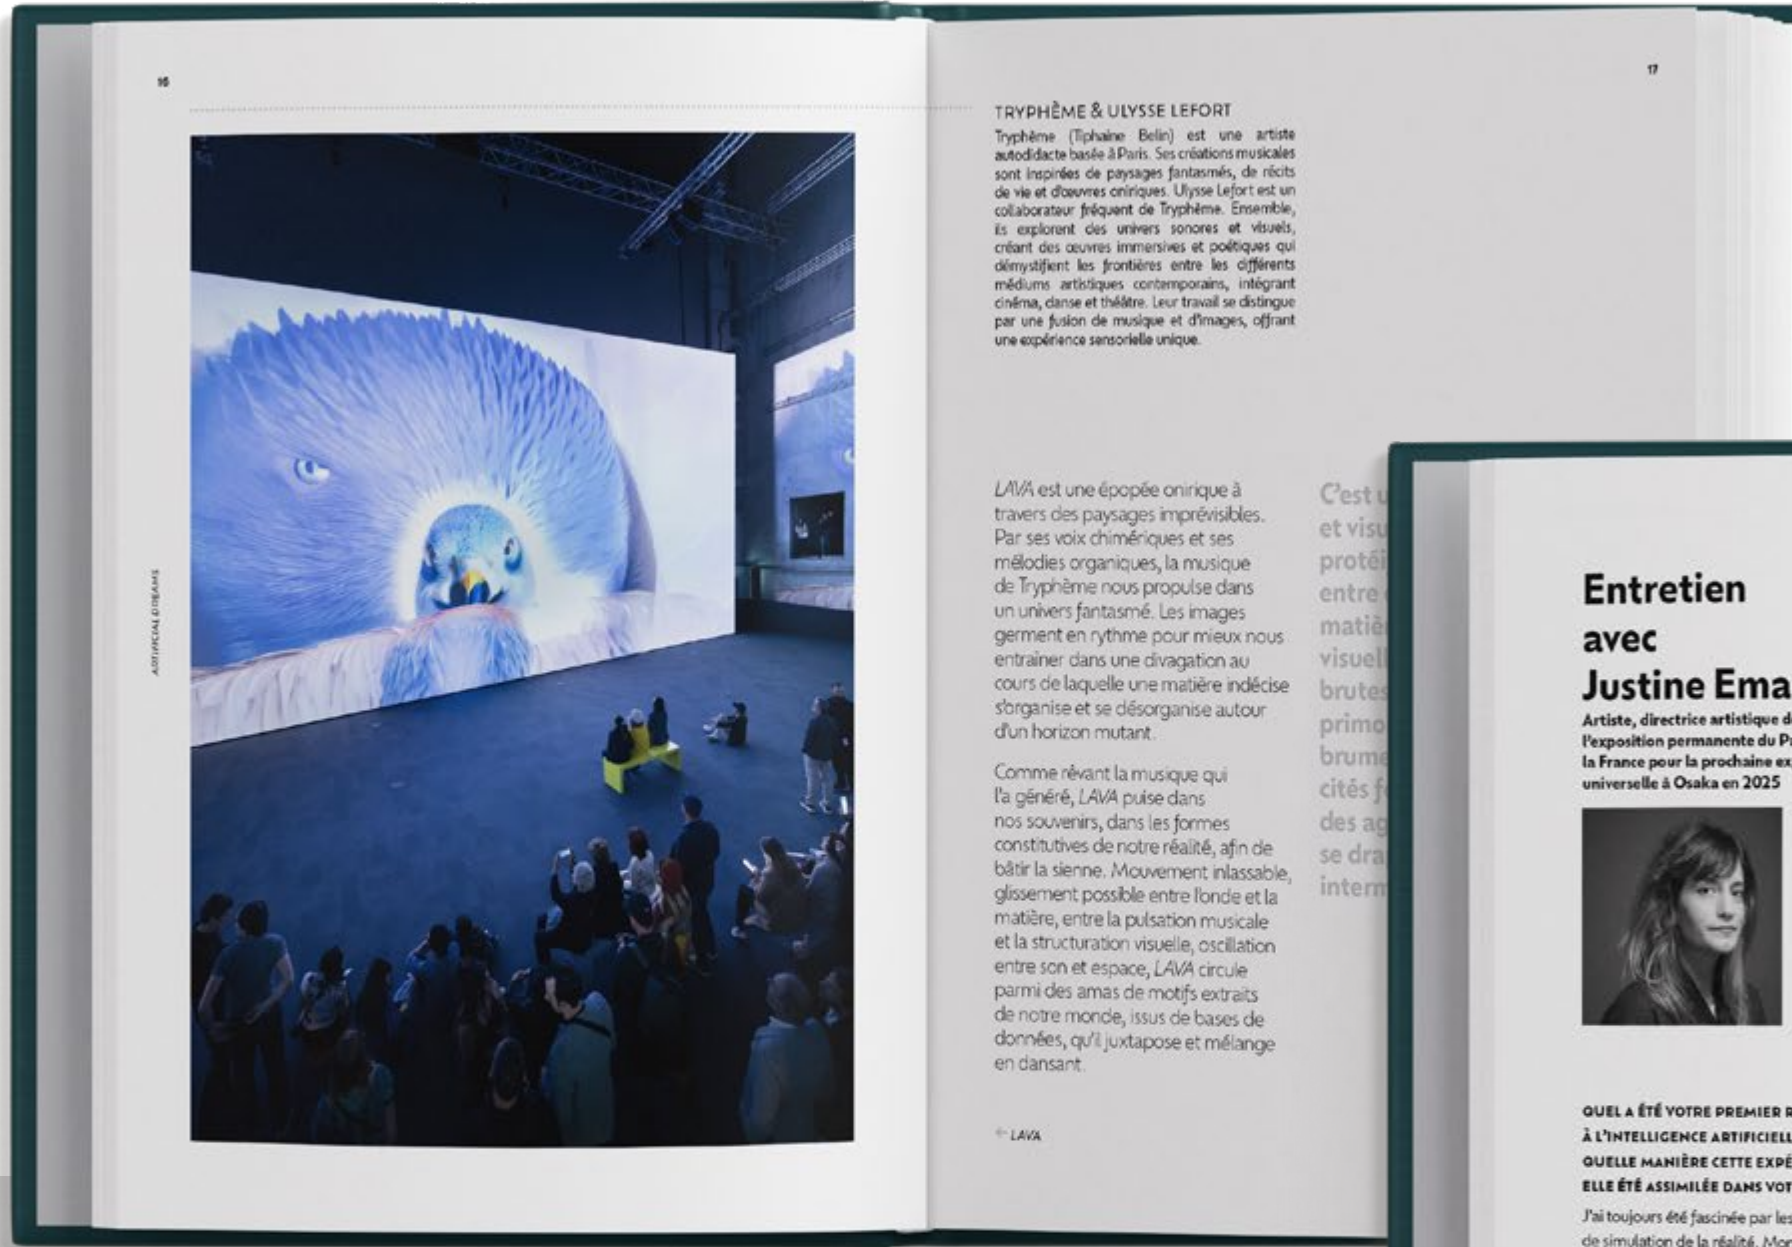 16
ARTIFICIAL DREAMS
17
TRYPHÈME & ULYSSE LEFORT
Tryphème (Tiphaine Belin) est une artiste
autodidacte basée à Paris. Ses créations musicales
sont inspirées de paysages fantasmés, de récits
de vie et d'œuvres oniriques. Ulysse Lefort est un
collaborateur fréquent de Tryphème. Ensemble,
ils explorent des univers sonores et visuels,
créant des œuvres immersives et poétiques qui
démystifient les frontières entre les différents
médiums artistiques contemporains, intégrant
cinéma, danse et théâtre. Leur travail se distingue
par une fusion de musique et d'images, offrant
une expérience sensorielle unique.
LAVA est une épopée onirique à
travers des paysages imprévisibles.
Par ses voix chimériques et ses
mélodies organiques, la musique
de Tryphème nous propulse dans
un univers fantasmé. Les images
germent en rythme pour mieux nous
entrainer dans une divagation au
cours de laquelle une matière indécise
s'organise et se désorganise autour
d'un horizon mutant.
Comme rêvant la musique qui
l'a généré, LAVA puise dans
nos souvenirs, dans les formes
constitutives de notre réalité, afin de
bâtir la sienne. Mouvement inlassable,
glissement possible entre l'onde et la
matière, entre la pulsation musicale
et la structuration visuelle, oscillation
entre son et espace, LAVA circule
parmi des amas de motifs extraits
de notre monde, issus de bases de
données, qu'il juxtapose et mélange
en dansant.
← LAVA
C'est u
et visu
protéi
entre
matiè
visuell
brutes
primo
brume
cités f
des ag
se dra
interm
Entretien
avec
Justine Ema
Artiste, directrice artistique d
l'exposition permanente du P
la France pour la prochaine ex
universelle à Osaka en 2025
QUEL A ÉTÉ VOTRE PREMIER R
À L'INTELLIGENCE ARTIFICIELL
QUELLE MANIÈRE CETTE EXPÉ
ELLE ÉTÉ ASSIMILÉE DANS VOT
J'ai toujours été fascinée par les
de simulation de la réalité. Mon